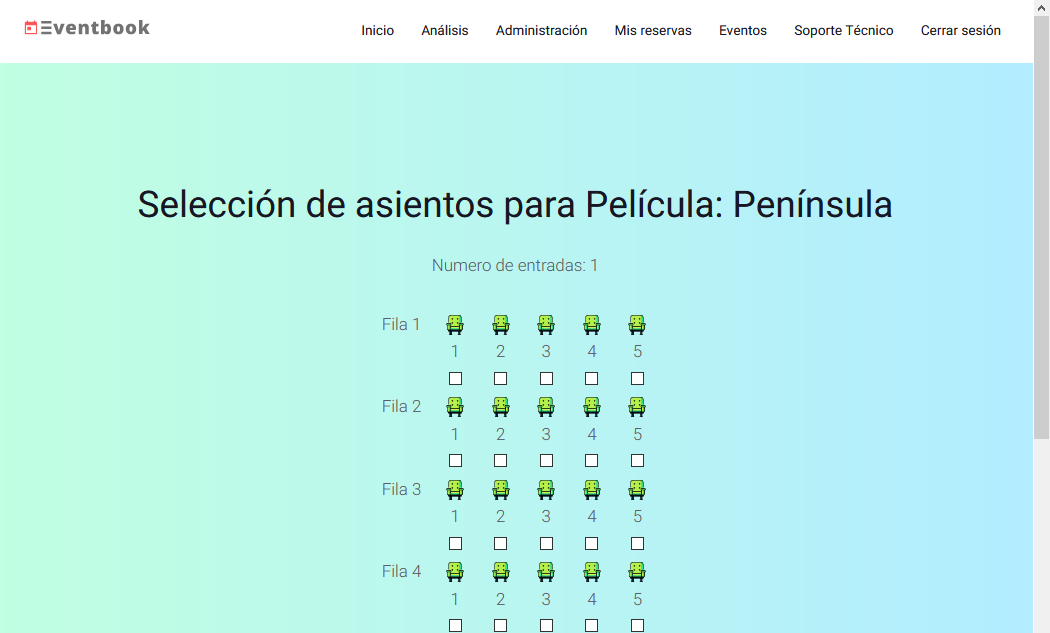 Eventbook
Inicio Análisis Administración Mis reservas Eventos Soporte Técnico Cerrar sesión
Selección de asientos para Película: Península
Numero de entradas: 1
Fila 1
1 2 3 4 5
Fila 2
1 2 3 4 5
Fila 3
1 2 3 4 5
Fila 4
1 2 3 4 5